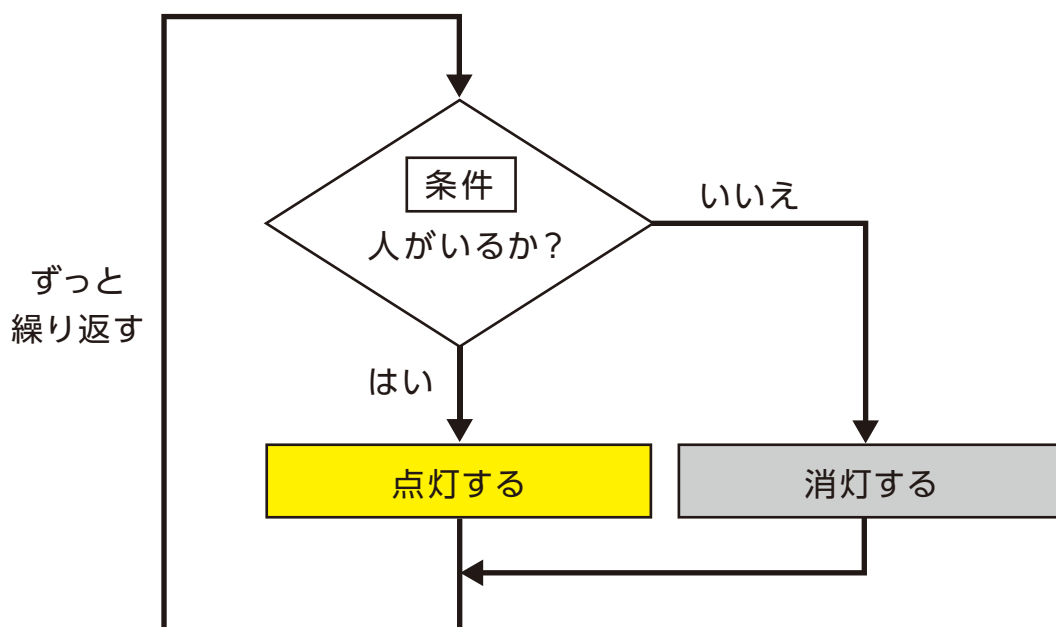 条件
人がいるか？
いいえ
ずっと
繰り返す
はい
点灯する
消灯する